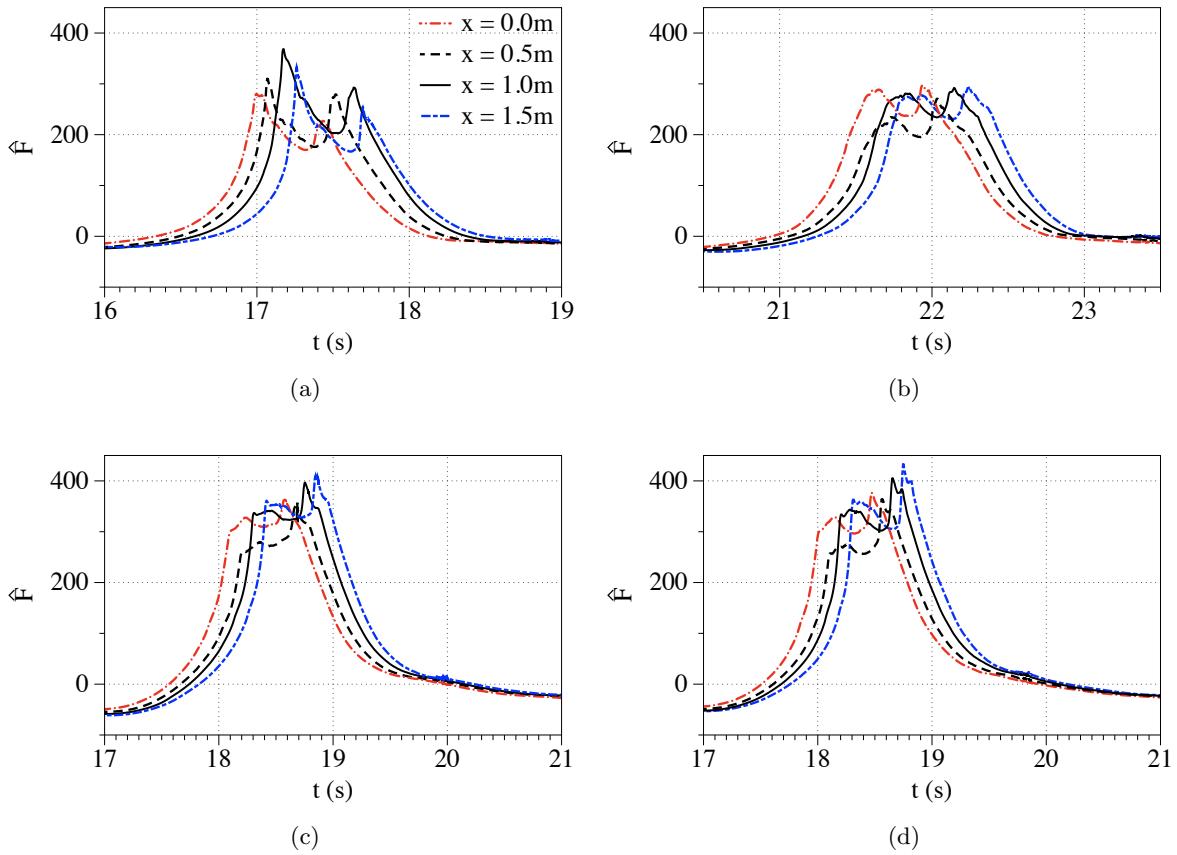 400
200
0
F̂
16 17 18 19
t (s)
x = 0.0m
x = 0.5m
x = 1.0m
x = 1.5m
(a)
400
200
0
F̂
21 22 23
t (s)
(b)
400
200
0
F̂
17 18 19 20 21
t (s)
(c)
400
200
0
F̂
17 18 19 20 21
t (s)
(d)